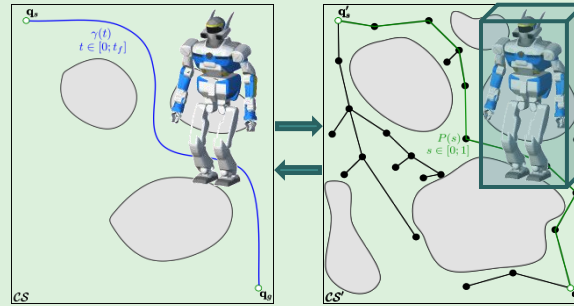 q_s
γ(t)
t ∈ [0; t_f]
q_g
CS
q'_s
P(s)
s ∈ [0; 1]
q
CS'